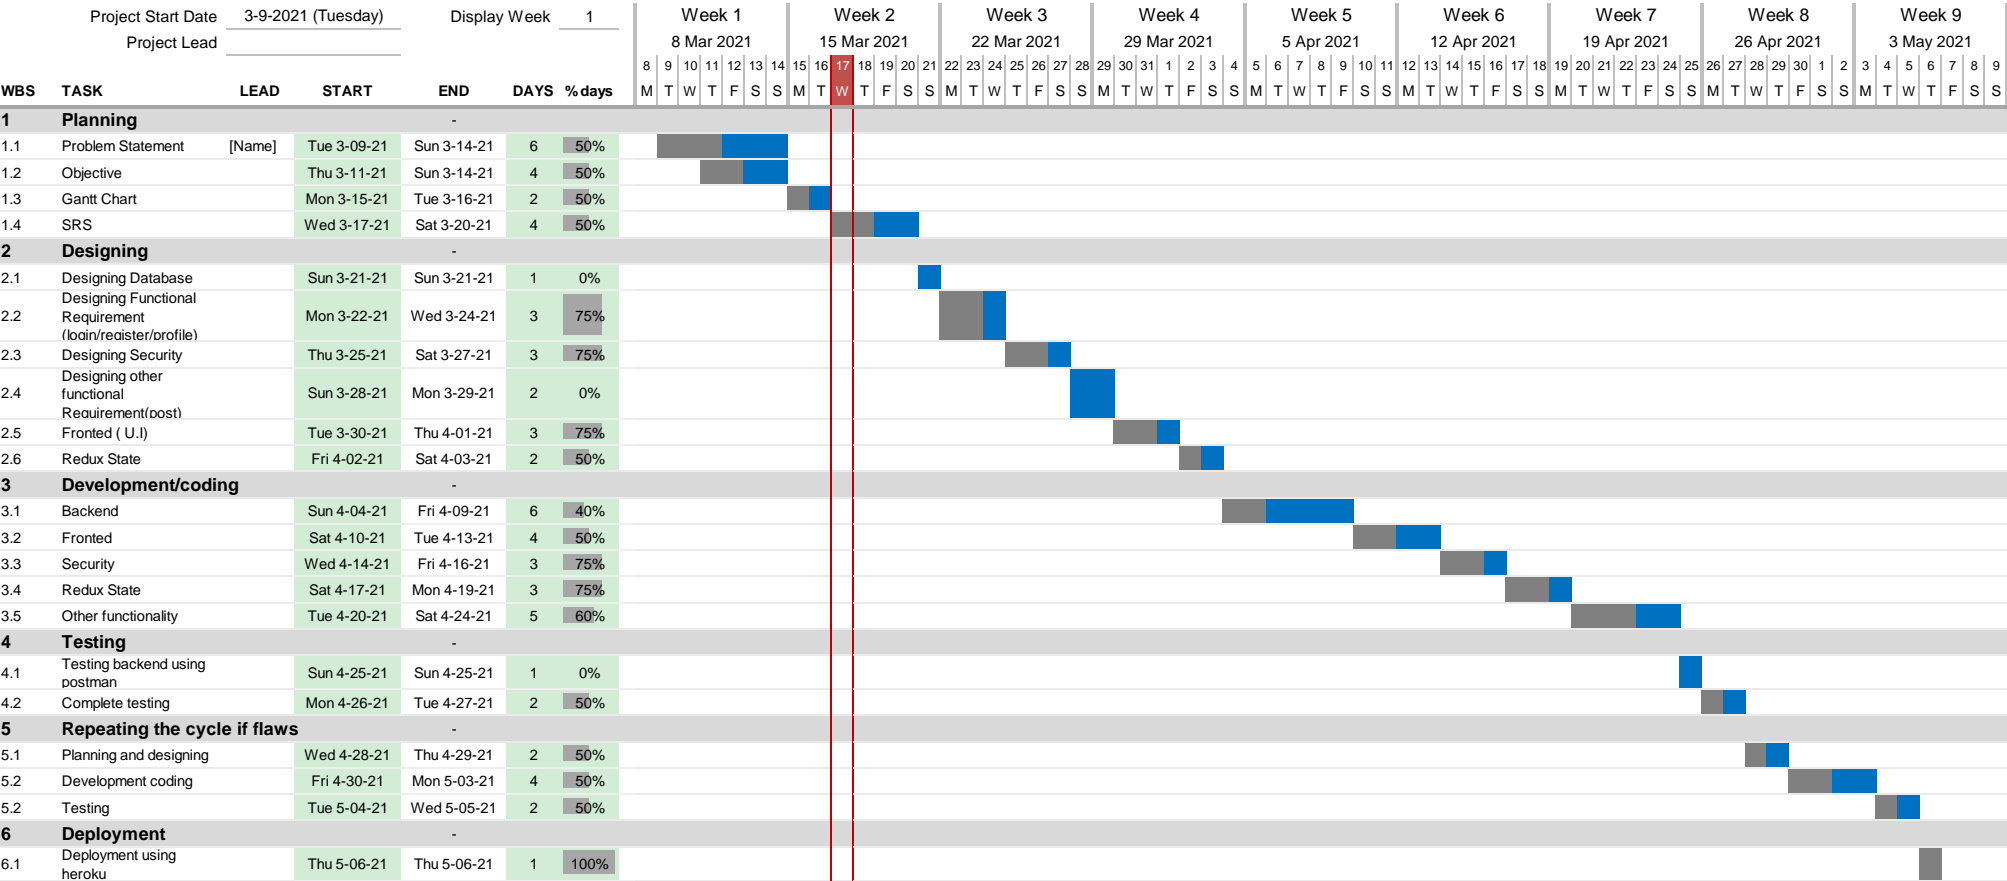 Project Start Date 3-9-2021 (Tuesday) Display Week 1 Week 1 Week 2 Week 3 Week 4 Week 5 Week 6 Week 7 Week 8 Week 9
Project Lead 8 Mar 2021 15 Mar 2021 22 Mar 2021 29 Mar 2021 5 Apr 2021 12 Apr 2021 19 Apr 2021 26 Apr 2021 3 May 2021
8 9 10 11 12 13 14 15 16 17 18 19 20 21 22 23 24 25 26 27 28 29 30 31 1 2 3 4 5 6 7 8 9 10 11 12 13 14 15 16 17 18 19 20 21 22 23 24 25 26 27 28 29 30 1 2 3 4 5 6 7 8 9
WBS TASK LEAD START END DAYS % days M T W T F S S M T W T F S S M T W T F S S M T W T F S S M T W T F S S M T W T F S S M T W T F S S M T W T F S S M T W T F S S
1 Planning -
1.1 Problem Statement [Name] Tue 3-09-21 Sun 3-14-21 6 50%
1.2 Objective Thu 3-11-21 Sun 3-14-21 4 50%
1.3 Gantt Chart Mon 3-15-21 Tue 3-16-21 2 50%
1.4 SRS Wed 3-17-21 Sat 3-20-21 4 50%
2 Designing -
2.1 Designing Database Sun 3-21-21 Sun 3-21-21 1 0%
Designing Functional
2.2 Requirement Mon 3-22-21 Wed 3-24-21 3 75%
(login/register/profile)
2.3 Designing Security Thu 3-25-21 Sat 3-27-21 3 75%
Designing other
2.4 functional Sun 3-28-21 Mon 3-29-21 2 0%
Requirement(post)
2.5 Fronted ( U.I) Tue 3-30-21 Thu 4-01-21 3 75%
2.6 Redux State Fri 4-02-21 Sat 4-03-21 2 50%
3 Development/coding -
3.1 Backend Sun 4-04-21 Fri 4-09-21 6 40%
3.2 Fronted Sat 4-10-21 Tue 4-13-21 4 50%
3.3 Security Wed 4-14-21 Fri 4-16-21 3 75%
3.4 Redux State Sat 4-17-21 Mon 4-19-21 3 75%
3.5 Other functionality Tue 4-20-21 Sat 4-24-21 5 60%
4 Testing -
Testing backend using
4.1 postman Sun 4-25-21 Sun 4-25-21 1 0%
4.2 Complete testing Mon 4-26-21 Tue 4-27-21 2 50%
5 Repeating the cycle if flaws -
5.1 Planning and designing Wed 4-28-21 Thu 4-29-21 2 50%
5.2 Development coding Fri 4-30-21 Mon 5-03-21 4 50%
5.2 Testing Tue 5-04-21 Wed 5-05-21 2 50%
6 Deployment -
Deployment using
6.1 heroku Thu 5-06-21 Thu 5-06-21 1 100%